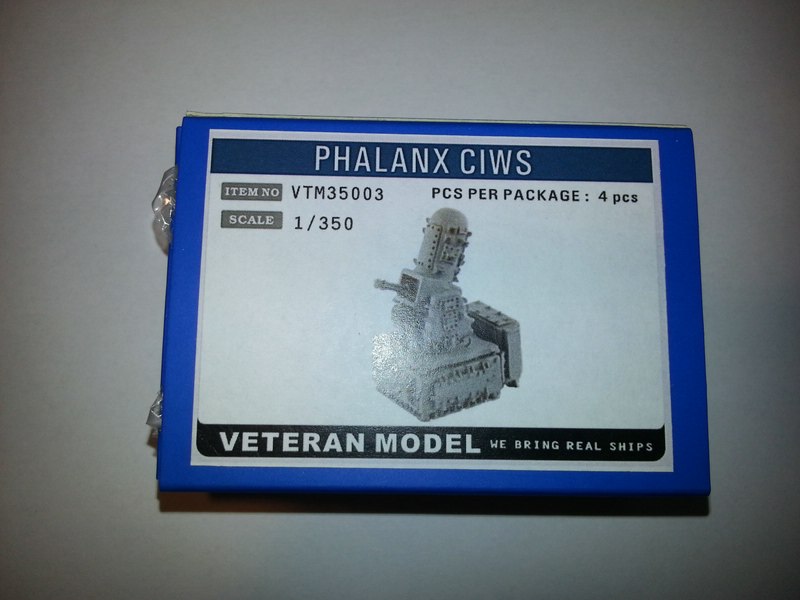 PHALANX CIWS
ITEM NO VTM35003 PCS PER PACKAGE: 4 pcs
SCALE 1/350
VETERAN MODEL WE BRING REAL SHIPS